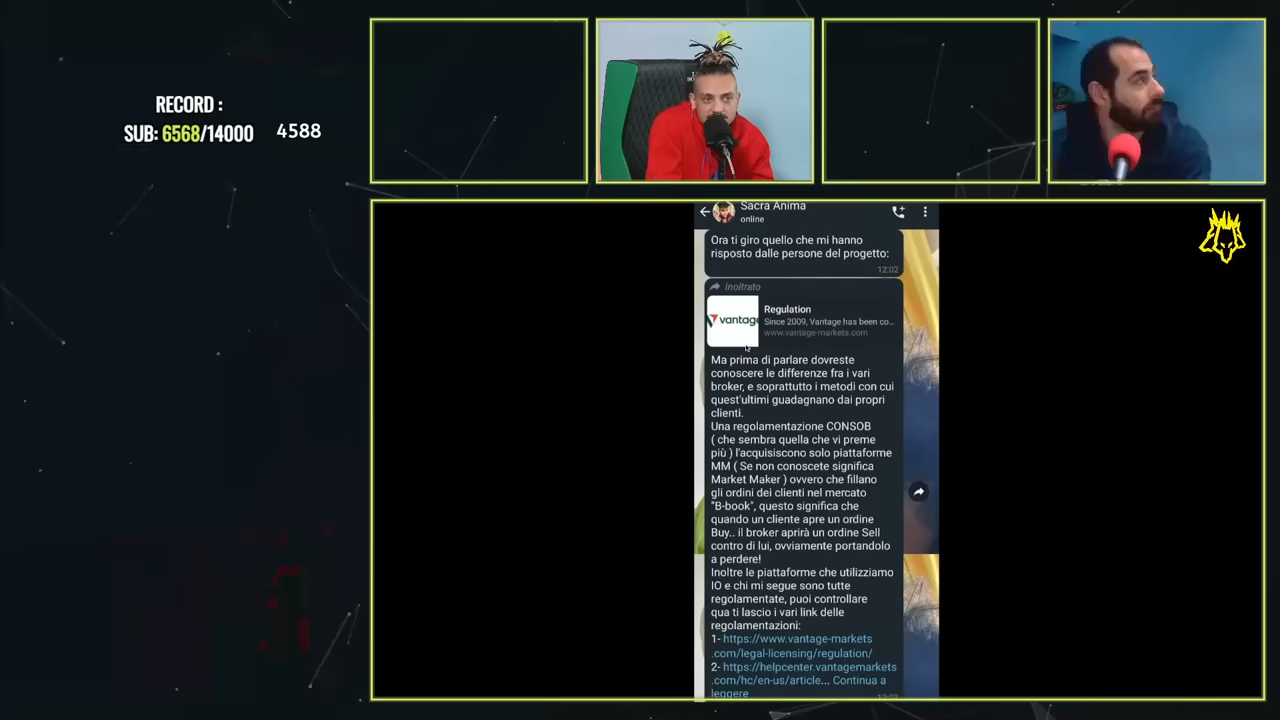 RECORD :
SUB: 6568/14000 4588
Sacra Anima
online
Ora ti giro quello che mi hanno
risposto dalle persone del progetto:
12:02
Inoltrato
vantage
Regulation
Since 2009, Vantage has been co...
www.vantage-markets.com
Ma prima di parlare dovreste
conoscere le differenze fra i vari
broker, e soprattutto i metodi con cui
quest'ultimi guadagnano dai propri
clienti.
Una regolamentazione CONSOB
( che sembra quella che vi preme
più ) l'acquisiscono solo piattaforme
MM ( Se non conoscete significa
Market Maker ) ovvero che fillano
gli ordini dei clienti nel mercato
"B-book", questo significa che
quando un cliente apre un ordine
Buy.. il broker aprirà un ordine Sell
contro di lui, ovviamente portandolo
a perdere!
Inoltre le piattaforme che utilizziamo
IO e chi mi segue sono tutte
regolamentate, puoi controllare
qua ti lascio i vari link delle
regolamentazioni:
1- https://www.vantage-markets
.com/legal-licensing/regulation/
2- https://helpcenter.vantagemarkets
.com/hc/en-us/article... Continua a
leggere
12:02